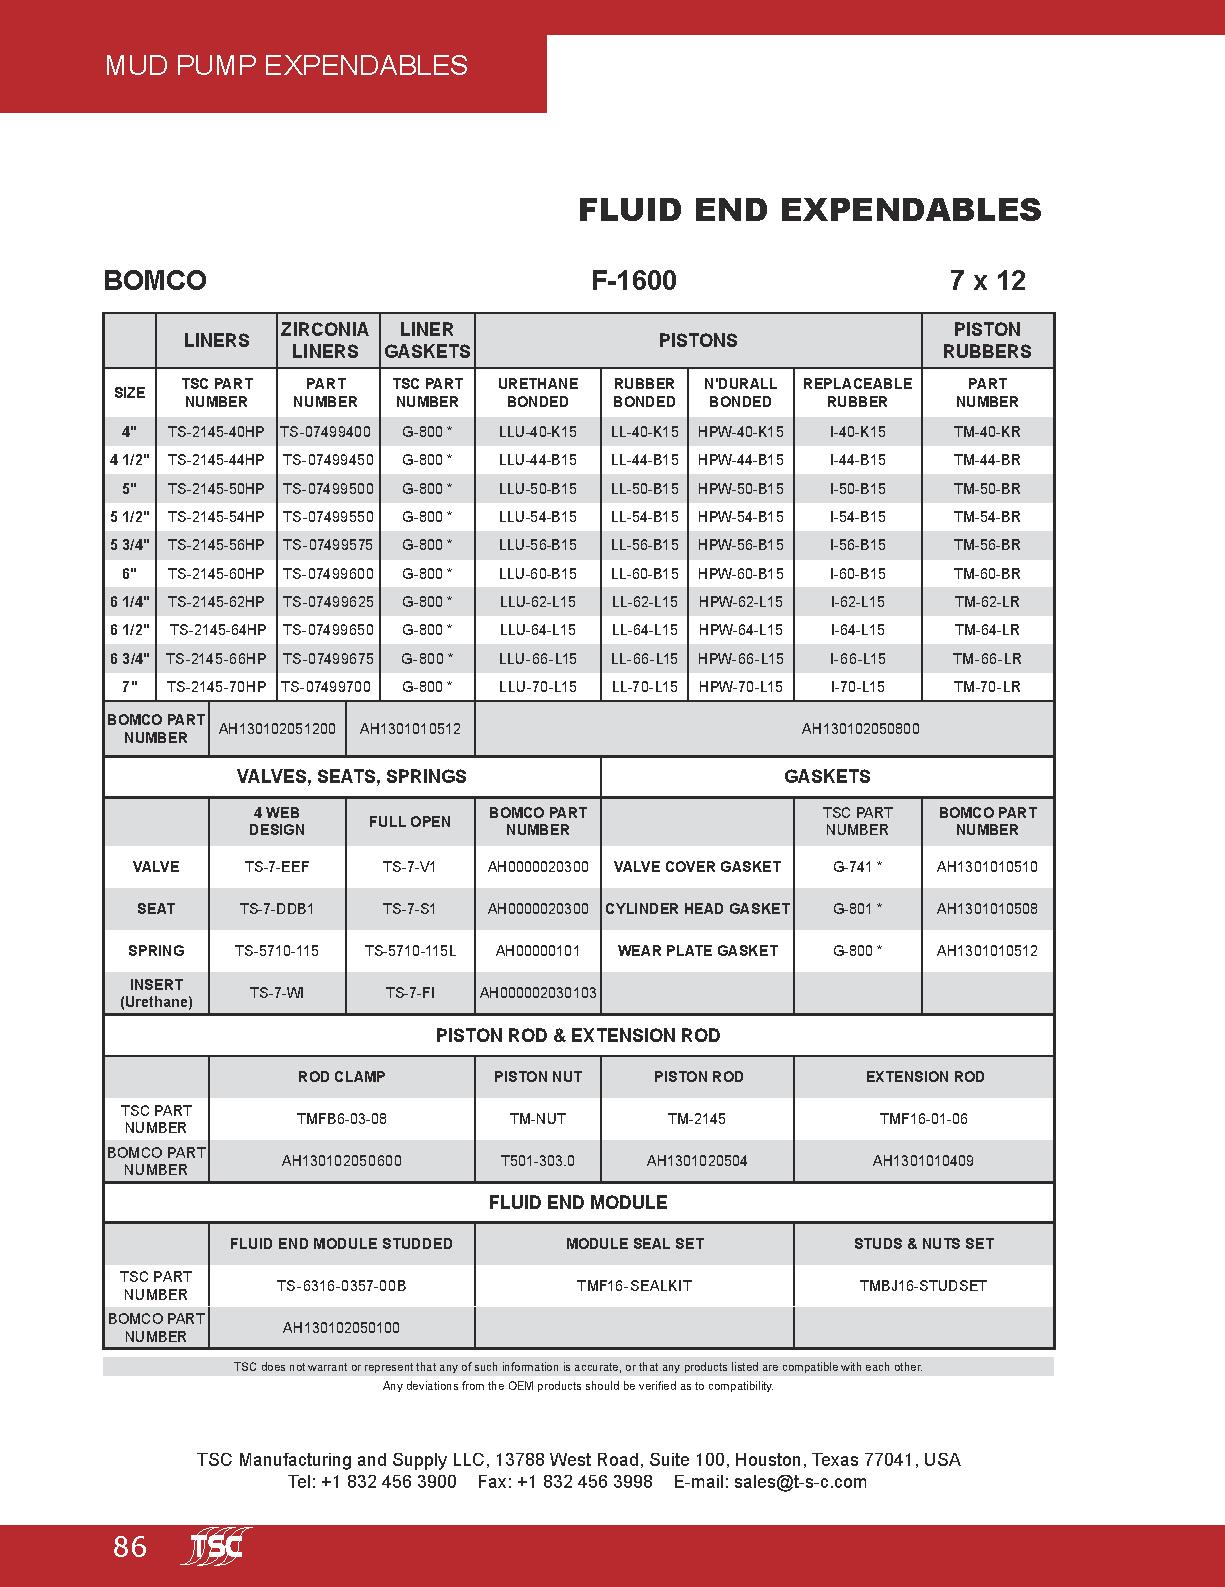 MUD PUMP EXPENDABLES
FLUID END EXPENDABLES
BOMCO F-1600 7 x 12
LINERS ZIRCONIA LINERS LINER GASKETS PISTONS PISTON RUBBERS
SIZE TSC PART NUMBER PART NUMBER TSC PART NUMBER URETHANE BONDED RUBBER BONDED N'DURALL BONDED REPLACEABLE RUBBER PART NUMBER
4" TS-2145-40HP TS-07499400 G-800 * LLU-40-K15 LL-40-K15 HPW-40-K15 I-40-K15 TM-40-KR
4 1/2" TS-2145-44HP TS-07499450 G-800 * LLU-44-B15 LL-44-B15 HPW-44-B15 I-44-B15 TM-44-BR
5" TS-2145-50HP TS-07499500 G-800 * LLU-50-B15 LL-50-B15 HPW-50-B15 I-50-B15 TM-50-BR
5 1/2" TS-2145-54HP TS-07499550 G-800 * LLU-54-B15 LL-54-B15 HPW-54-B15 I-54-B15 TM-54-BR
5 3/4" TS-2145-56HP TS-07499575 G-800 * LLU-56-B15 LL-56-B15 HPW-56-B15 I-56-B15 TM-56-BR
6" TS-2145-60HP TS-07499600 G-800 * LLU-60-B15 LL-60-B15 HPW-60-B15 I-60-B15 TM-60-BR
6 1/4" TS-2145-62HP TS-07499625 G-800 * LLU-62-L15 LL-62-L15 HPW-62-L15 I-62-L15 TM-62-LR
6 1/2" TS-2145-64HP TS-07499650 G-800 * LLU-64-L15 LL-64-L15 HPW-64-L15 I-64-L15 TM-64-LR
6 3/4" TS-2145-66HP TS-07499675 G-800 * LLU-66-L15 LL-66-L15 HPW-66-L15 I-66-L15 TM-66-LR
7" TS-2145-70HP TS-07499700 G-800 * LLU-70-L15 LL-70-L15 HPW-70-L15 I-70-L15 TM-70-LR
BOMCO PART NUMBER AH130102051200 AH1301010512 AH130102050800
VALVES, SEATS, SPRINGS GASKETS
4 WEB DESIGN FULL OPEN BOMCO PART NUMBER TSC PART NUMBER BOMCO PART NUMBER
VALVE TS-7-EEF TS-7-V1 AH0000020300 VALVE COVER GASKET G-741 * AH1301010510
SEAT TS-7-DDB1 TS-7-S1 AH0000020300 CYLINDER HEAD GASKET G-801 * AH1301010508
SPRING TS-5710-115 TS-5710-115L AH00000101 WEAR PLATE GASKET G-800 * AH1301010512
INSERT (Urethane) TS-7-WI TS-7-FI AH000002030103
PISTON ROD & EXTENSION ROD
ROD CLAMP PISTON NUT PISTON ROD EXTENSION ROD
TSC PART NUMBER TMFB6-03-08 TM-NUT TM-2145 TMF16-01-06
BOMCO PART NUMBER AH130102050600 T501-303.0 AH1301020504 AH1301010409
FLUID END MODULE
FLUID END MODULE STUDDED MODULE SEAL SET STUDS & NUTS SET
TSC PART NUMBER TS-6316-0357-00B TMF16-SEALKIT TMBJ16-STUDSET
BOMCO PART NUMBER AH130102050100
TSC does not warrant or represent that any of such information is accurate, or that any products listed are compatible with each other.
Any deviations from the OEM products should be verified as to compatibility.
TSC Manufacturing and Supply LLC, 13788 West Road, Suite 100, Houston, Texas 77041, USA
Tel: +1 832 456 3900 Fax: +1 832 456 3998 E-mail: sales@t-s-c.com
86 TSC